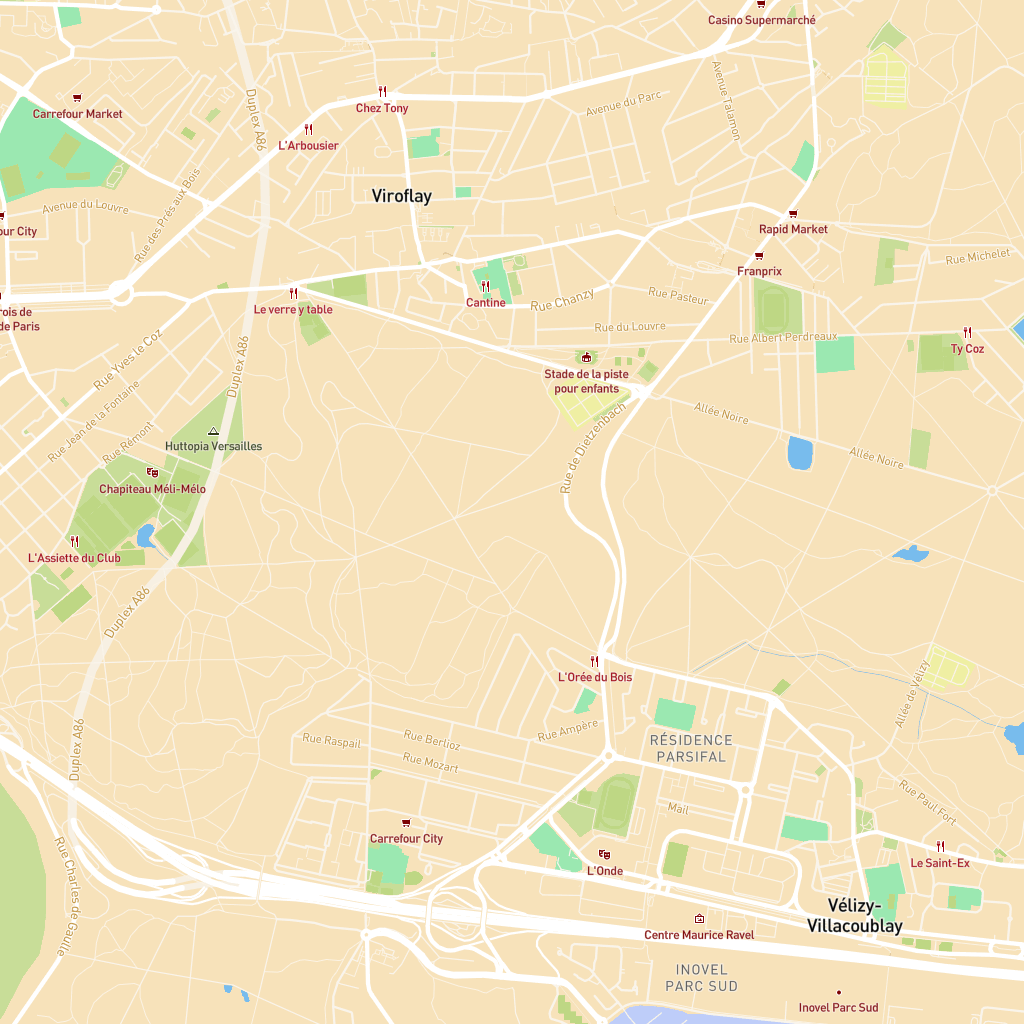 Casino Supermarché
Carrefour Market
Chez Tony
Avenue du Parc
Avenue Talamon
Duplex A86
L'Arbousier
Viroflay
Avenue du Louvre
Rue des Prés aux Bois
our City
Rapid Market
Franprix
Rue Michelet
Cantine
Rue Chanzy
Rue Pasteur
Le verre y table
rois de
de Paris
Rue du Louvre
Rue Albert Perdreaux
Ty Coz
Rue Yves le Coz
Duplex A86
Stade de la piste
pour enfants
Rue Jean de la Fontaine
Rue Rémont
Allée Noire
Rue de Dietzenbach
Huttopia Versailles
Allée Noire
Chapiteau Méli-Mélo
L'Assiette du Club
Duplex A86
L'Orée du Bois
Allée de Vélizy
Duplex A86
Rue Raspail
Rue Berlioz
Rue Ampère
RÉSIDENCE
PARSIFAL
Rue Mozart
Rue Paul Fort
Mail
Carrefour City
Rue Charles de Gaulle
L'Onde
Le Saint-Ex
Vélizy-
Villacoublay
Centre Maurice Ravel
INOVEL
PARC SUD
Inovel Parc Sud